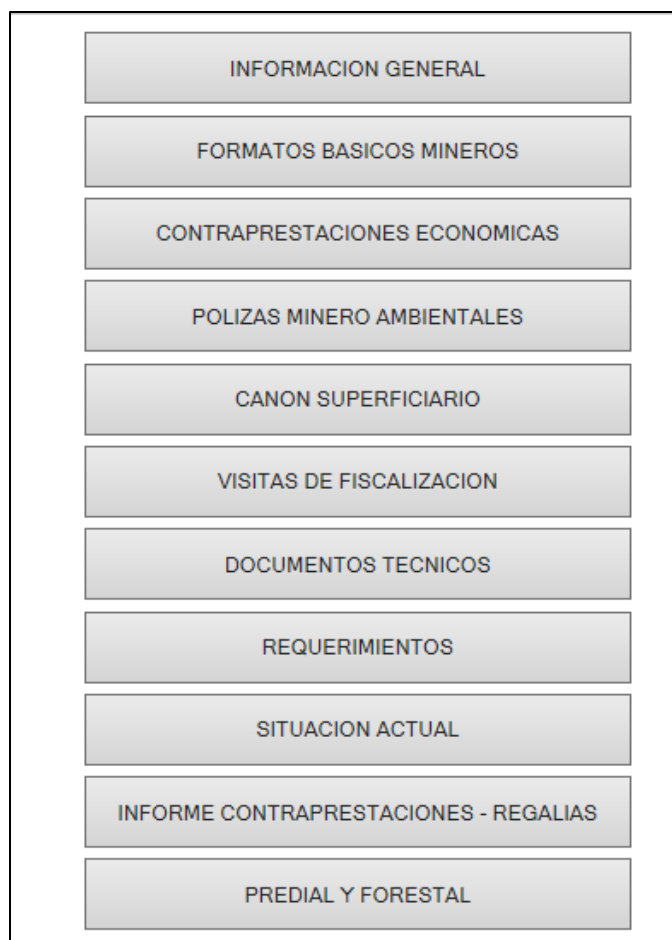 INFORMACION GENERAL
FORMATOS BASICOS MINEROS
CONTRAPRESTACIONES ECONOMICAS
POLIZAS MINERO AMBIENTALES
CANON SUPERFICIARIO
VISITAS DE FISCALIZACION
DOCUMENTOS TECNICOS
REQUERIMIENTOS
SITUACION ACTUAL
INFORME CONTRAPRESTACIONES - REGALIAS
PREDIAL Y FORESTAL